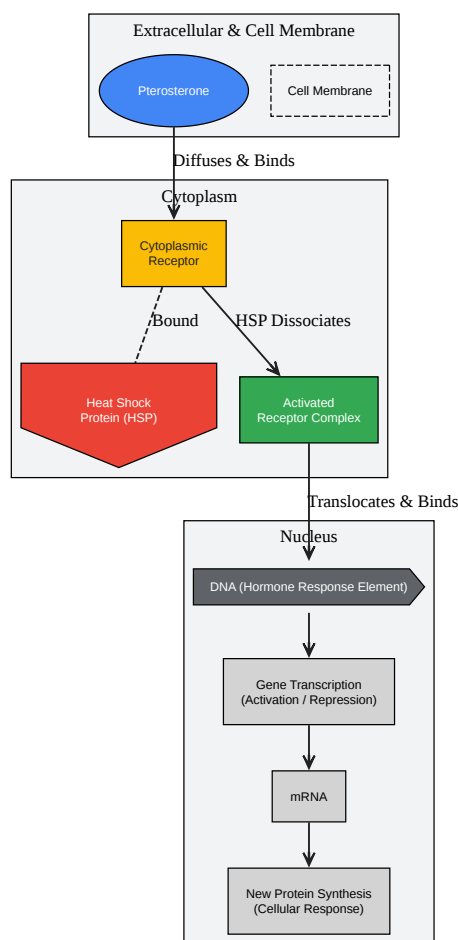 Extracellular & Cell Membrane
Pterosterone
Cell Membrane
Diffuses & Binds
Cytoplasm
Cytoplasmic
Receptor
Bound
HSP Dissociates
Heat Shock
Protein (HSP)
Activated
Receptor Complex
Translocates & Binds
Nucleus
DNA (Hormone Response Element)
Gene Transcription
(Activation / Repression)
mRNA
New Protein Synthesis
(Cellular Response)